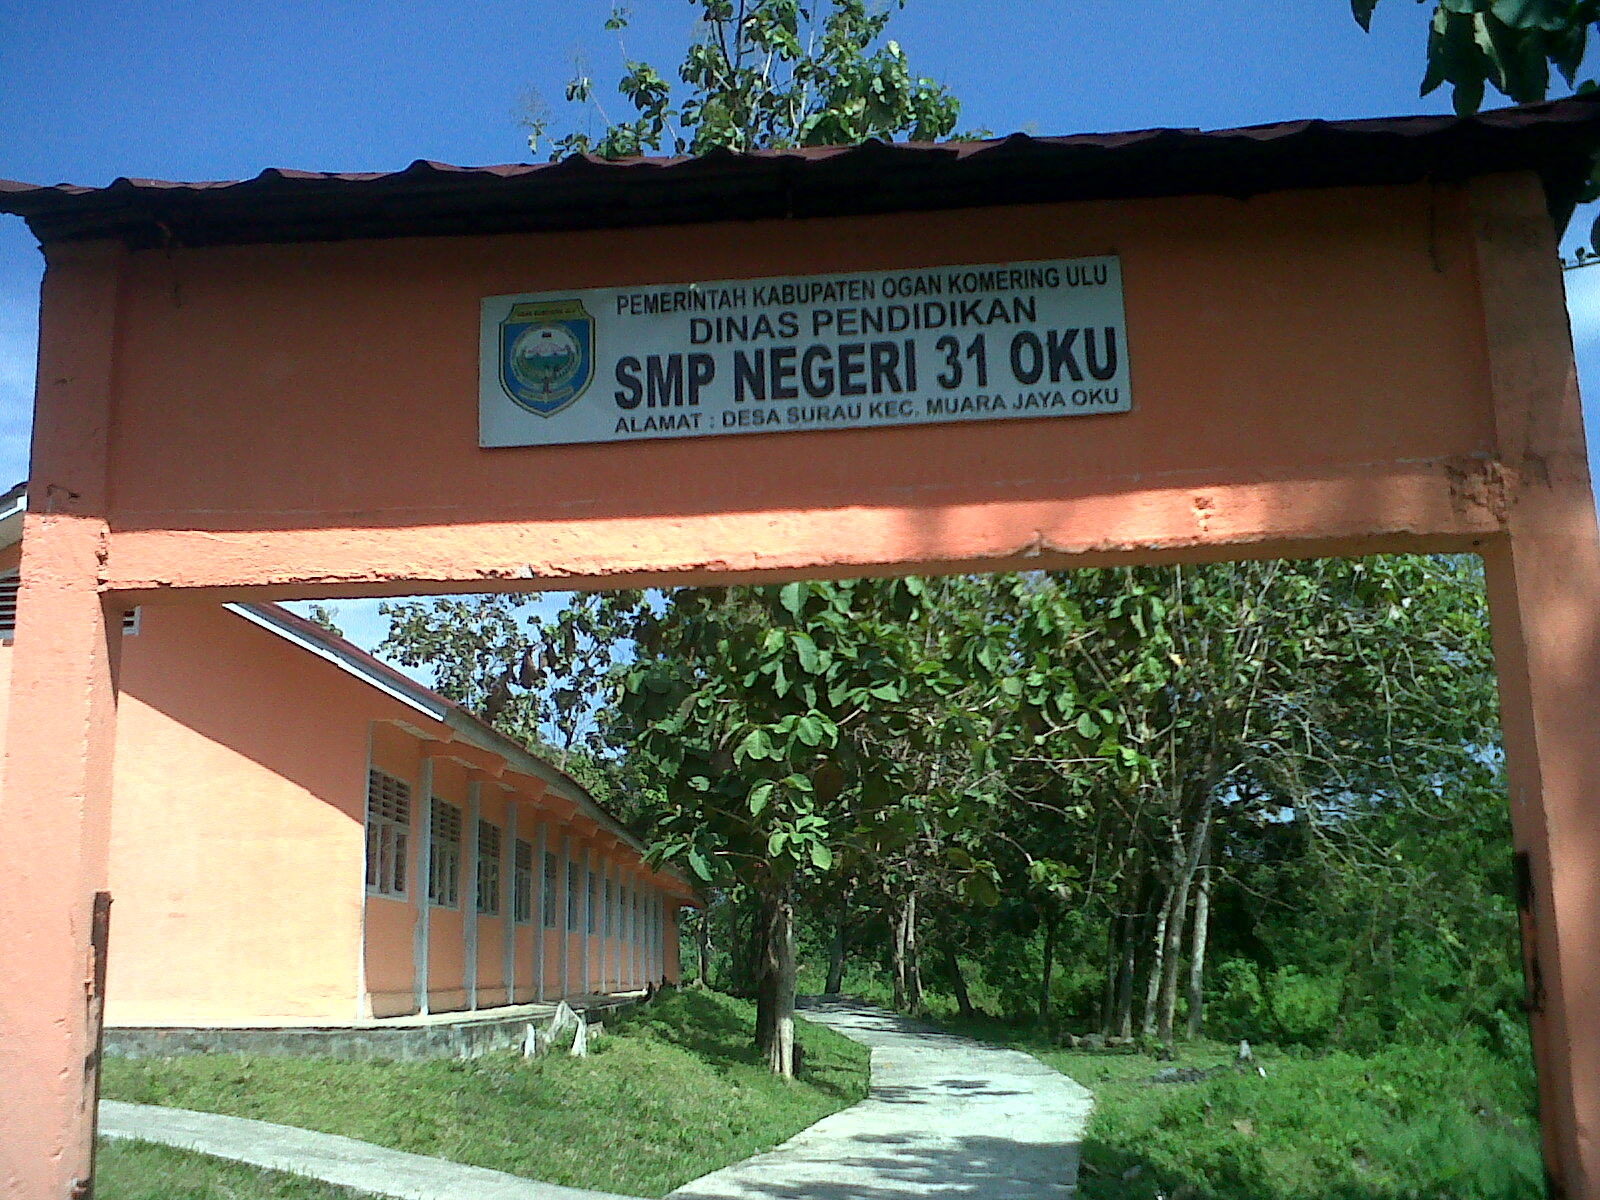 PEMERINTAH KABUPATEN OGAN KOMERING ULU
DINAS PENDIDIKAN
SMP NEGERI 31 OKU
ALAMAT : DESA SURAU KEC. MUARA JAYA OKU